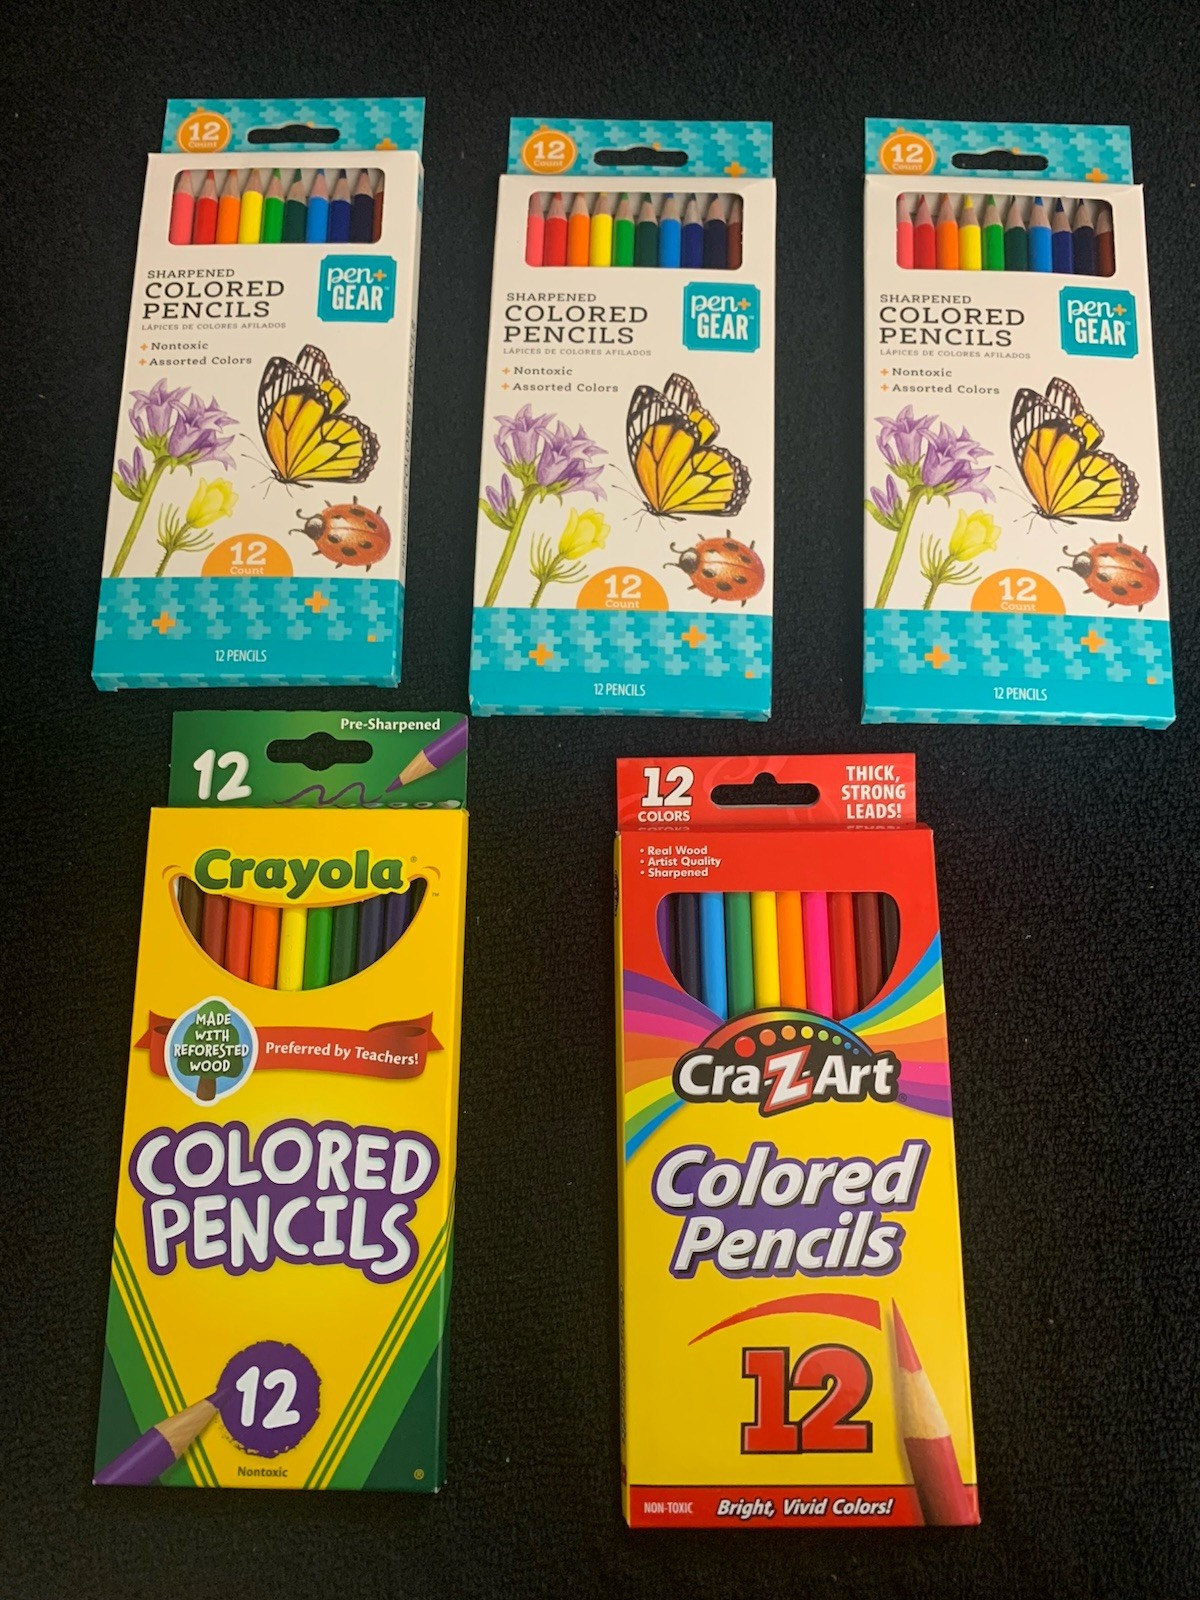 12
Count
SHARPENED
COLORED
PENCILS
LÁPICES DE COLORES AFILADOS
pen+
GEAR™
+ Nontoxic
+ Assorted Colors
12
Count
12 PENCILS
12
Count
SHARPENED
COLORED
PENCILS
LÁPICES DE COLORES AFILADOS
pen+
GEAR™
+ Nontoxic
+ Assorted Colors
12
Count
12 PENCILS
12
Count
SHARPENED
COLORED
PENCILS
LÁPICES DE COLORES AFILADOS
pen+
GEAR™
+ Nontoxic
+ Assorted Colors
12
Count
12 PENCILS
Pre-Sharpened
12
Crayola®
™
MADE
WITH
REFORESTED
WOOD
Preferred by Teachers!
COLORED
PENCILS
12
Nontoxic
®
12
COLORS
THICK,
STRONG
LEADS!
• Real Wood
• Artist Quality
• Sharpened
Cra-Z-Art®
Colored
Pencils
12
NON-TOXIC
Bright, Vivid Colors!